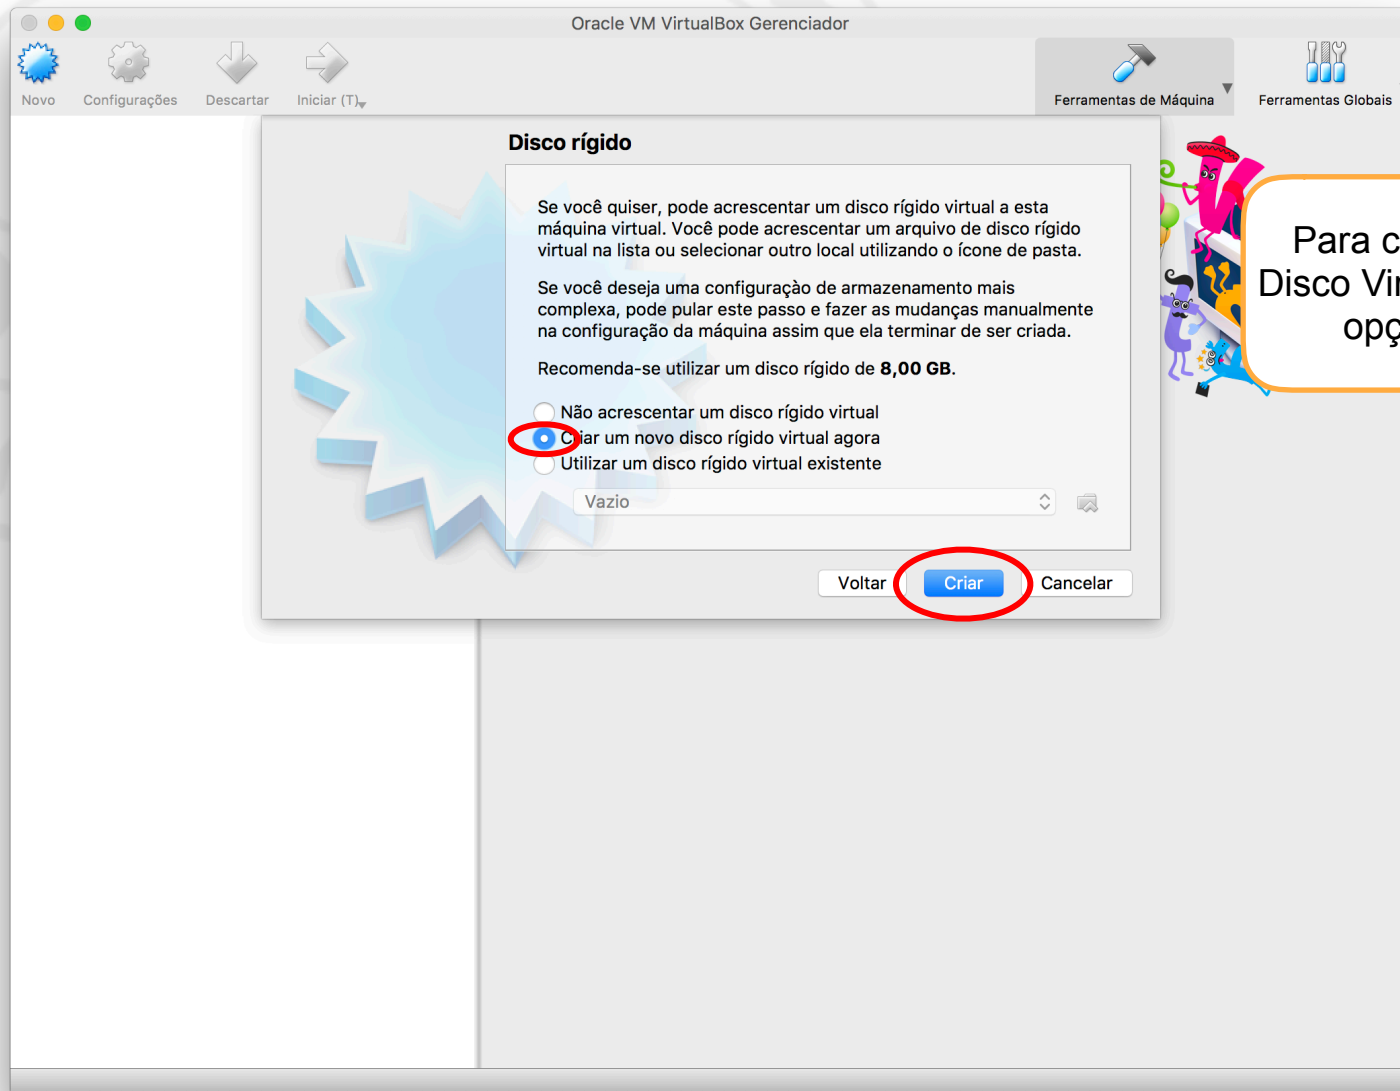 Oracle VM VirtualBox Gerenciador
Novo
Configurações
Descartar
Iniciar (T)
Ferramentas de Máquina
Ferramentas Globais
Disco rígido
Se você quiser, pode acrescentar um disco rígido virtual a esta
máquina virtual. Você pode acrescentar um arquivo de disco rígido
virtual na lista ou selecionar outro local utilizando o ícone de pasta.
Se você deseja uma configuraçào de armazenamento mais
complexa, pode pular este passo e fazer as mudanças manualmente
na configuração da máquina assim que ela terminar de ser criada.
Recomenda-se utilizar um disco rígido de 8,00 GB.
Não acrescentar um disco rígido virtual
Criar um novo disco rígido virtual agora
Utilizar um disco rígido virtual existente
Vazio
Voltar
Criar
Cancelar
Para
Disco